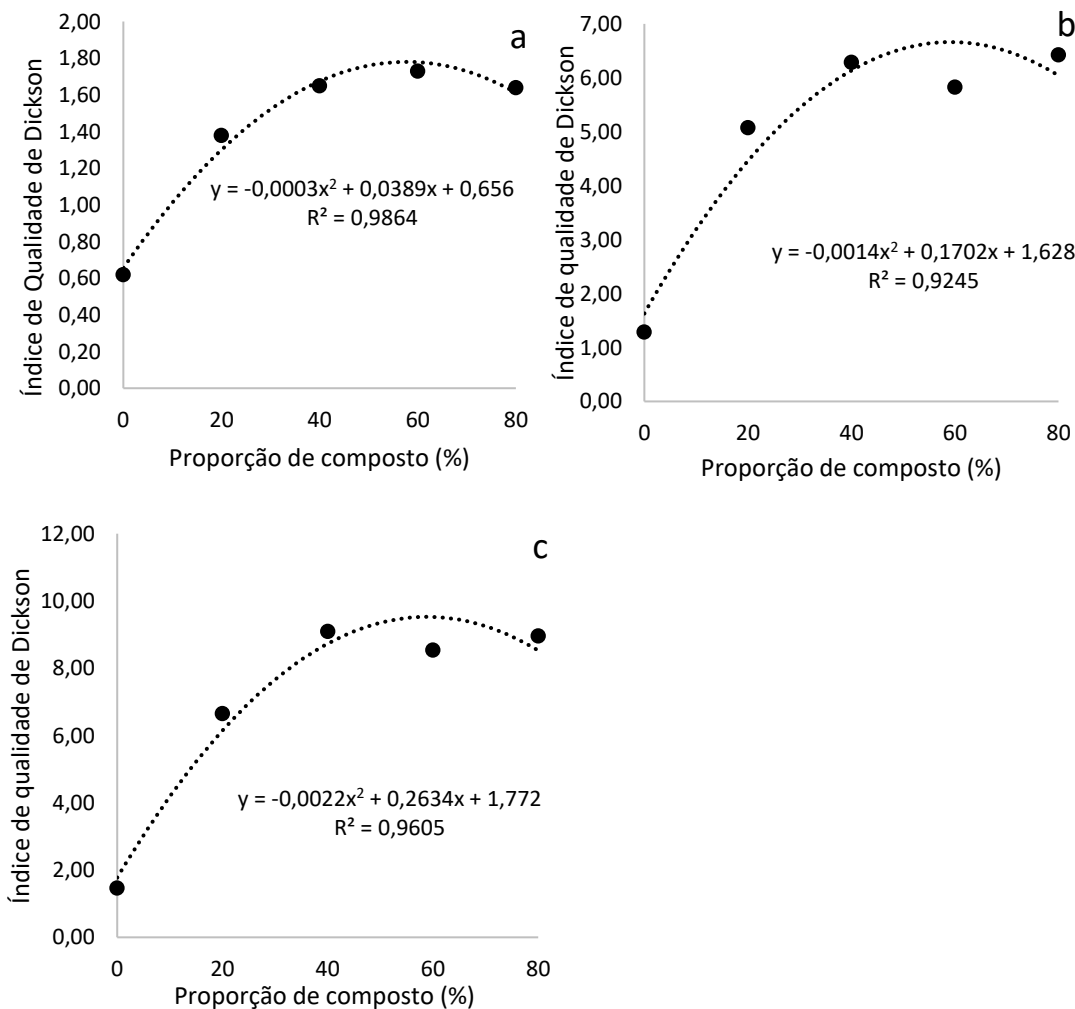 a
Índice de Qualidade de Dickson
2,00
1,80
1,60
1,40
1,20
1,00
0,80
0,60
0,40
0,20
0,00
y = -0,0003x² + 0,0389x + 0,656
R² = 0,9864
0 20 40 60 80
Proporção de composto (%)
b
Índice de qualidade de Dickson
7,00
6,00
5,00
4,00
3,00
2,00
1,00
0,00
y = -0,0014x² + 0,1702x + 1,628
R² = 0,9245
0 20 40 60 80
Proporção de composto (%)
c
Índice de qualidade de Dickson
12,00
10,00
8,00
6,00
4,00
2,00
0,00
y = -0,0022x² + 0,2634x + 1,772
R² = 0,9605
0 20 40 60 80
Proporção de composto (%)